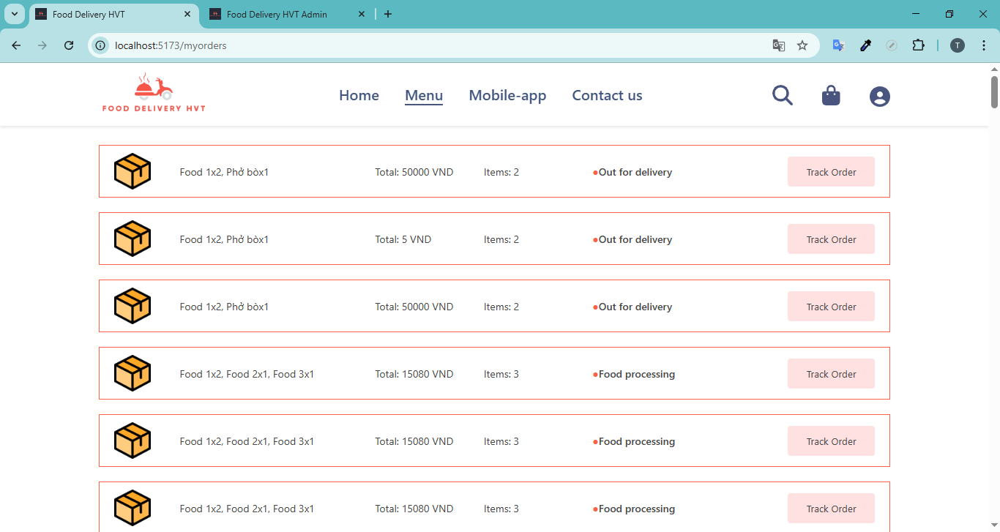 Food Delivery HVT
Food Delivery HVT Admin
localhost:5173/myorders
T
FOOD DELIVERY HVT
Home Menu Mobile-app Contact us
Food 1x2, Phở bòx1 Total: 50000 VND Items: 2 ●Out for delivery Track Order
Food 1x2, Phở bòx1 Total: 5 VND Items: 2 ●Out for delivery Track Order
Food 1x2, Phở bòx1 Total: 50000 VND Items: 2 ●Out for delivery Track Order
Food 1x2, Food 2x1, Food 3x1 Total: 15080 VND Items: 3 ●Food processing Track Order
Food 1x2, Food 2x1, Food 3x1 Total: 15080 VND Items: 3 ●Food processing Track Order
Food 1x2, Food 2x1, Food 3x1 Total: 15080 VND Items: 3 ●Food processing Track Order